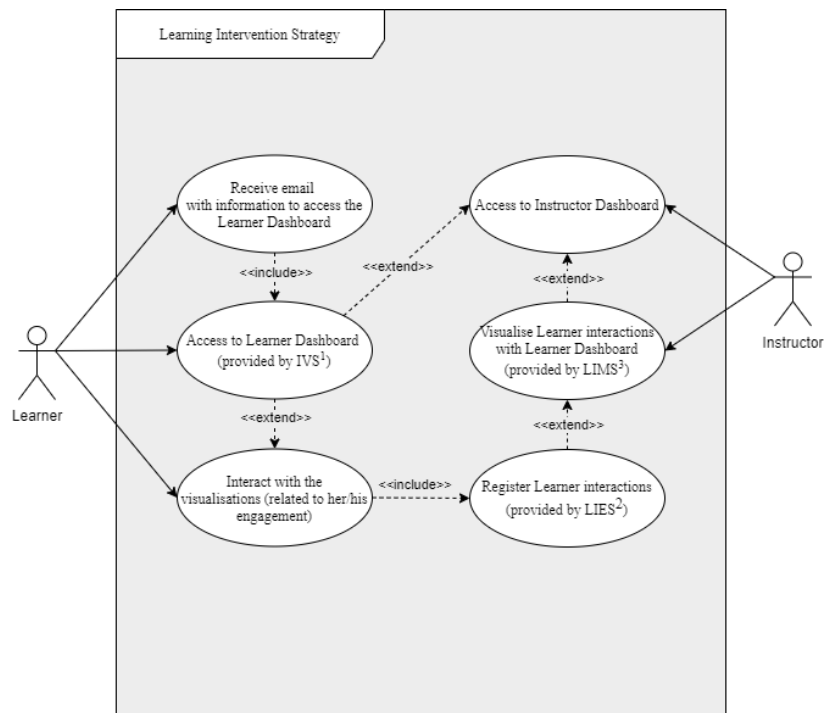 Learning Intervention Strategy
Receive email
with information to access the
Learner Dashboard
Access to Instructor Dashboard
<<include>>
<<extend>>
<<extend>>
Access to Learner Dashboard
(provided by IVS¹)
Visualise Learner interactions
with Learner Dashboard
(provided by LIMS³)
Learner
Instructor
<<extend>>
<<extend>>
Interact with the
visualisations (related to her/his
engagement)
<<include>>
Register Learner interactions
(provided by LIES²)